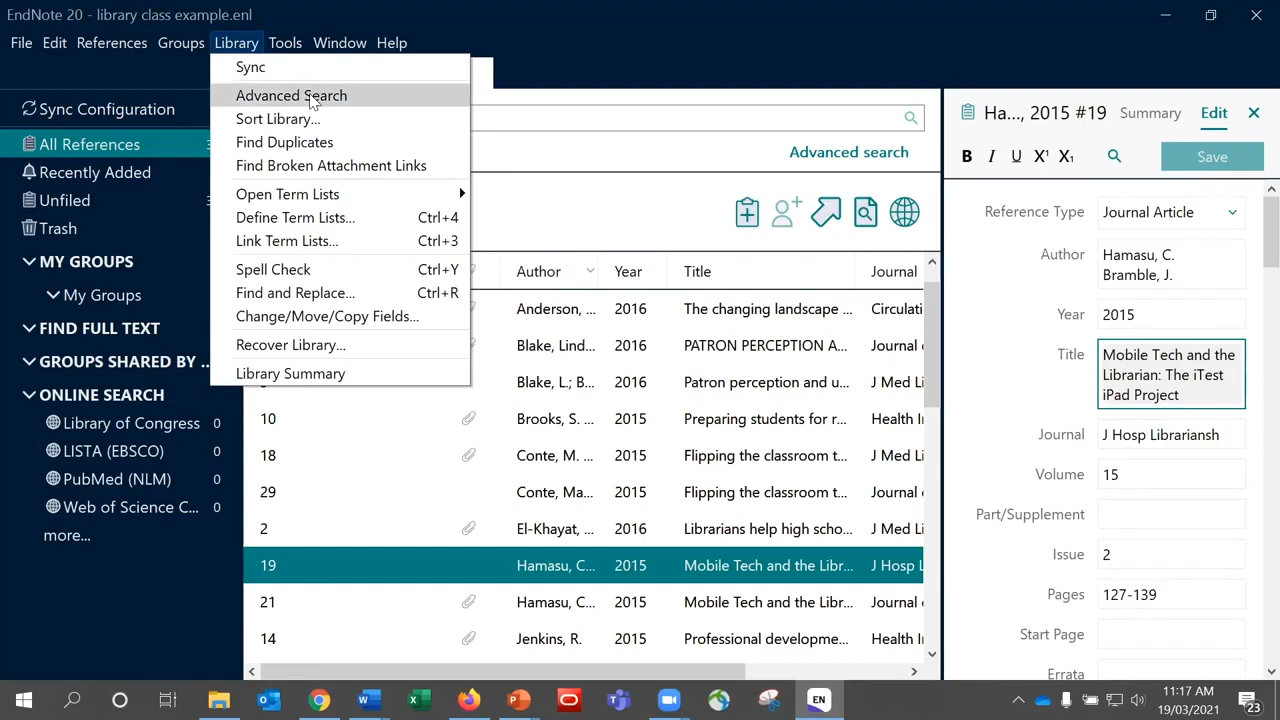 EndNote 20 - library class example.enl
File Edit References Groups Library Tools Window Help
Sync
Advanced Search
Sort Library...
Find Duplicates
Find Broken Attachment Links
Open Term Lists
Define Term Lists... Ctrl+4
Link Term Lists... Ctrl+3
Spell Check Ctrl+Y
Find and Replace... Ctrl+R
Change/Move/Copy Fields...
Recover Library...
Library Summary
Sync Configuration
All References
Recently Added
Unfiled
Trash
MY GROUPS
My Groups
FIND FULL TEXT
GROUPS SHARED BY ...
ONLINE SEARCH
Library of Congress 0
LISTA (EBSCO) 0
PubMed (NLM) 0
Web of Science C... 0
more...
Advanced search
Author Year Title Journal
Anderson, ... 2016 The changing landscape ... Circulati
Blake, Lind... 2016 PATRON PERCEPTION A... Journal
Blake, L.; B... 2016 Patron perception and u... J Med Li
10 Brooks, S. ... 2016 Preparing students for r... Health In
18 Conte, M. ... 2015 Flipping the classroom t... J Med Li
29 Conte, Ma... 2015 Flipping the classroom t... Journal
2 El-Khayat, ... 2016 Librarians help high scho... J Med Li
19 Hamasu, C... 2015 Mobile Tech and the Libr... J Hosp L
21 Hamasu, C... 2015 Mobile Tech and the Libr... Journal
14 Jenkins, R. 2015 Professional developme... Health
Ha..., 2015 #19 Summary Edit
B I U X¹ X₁ Save
Reference Type Journal Article
Author Hamasu, C.
Bramble, J.
Year 2015
Title Mobile Tech and the
Librarian: The iTest
iPad Project
Journal J Hosp Librariansh
Volume 15
Part/Supplement
Issue 2
Pages 127-139
Start Page
Errata
EN
11:17 AM
19/03/2021
23